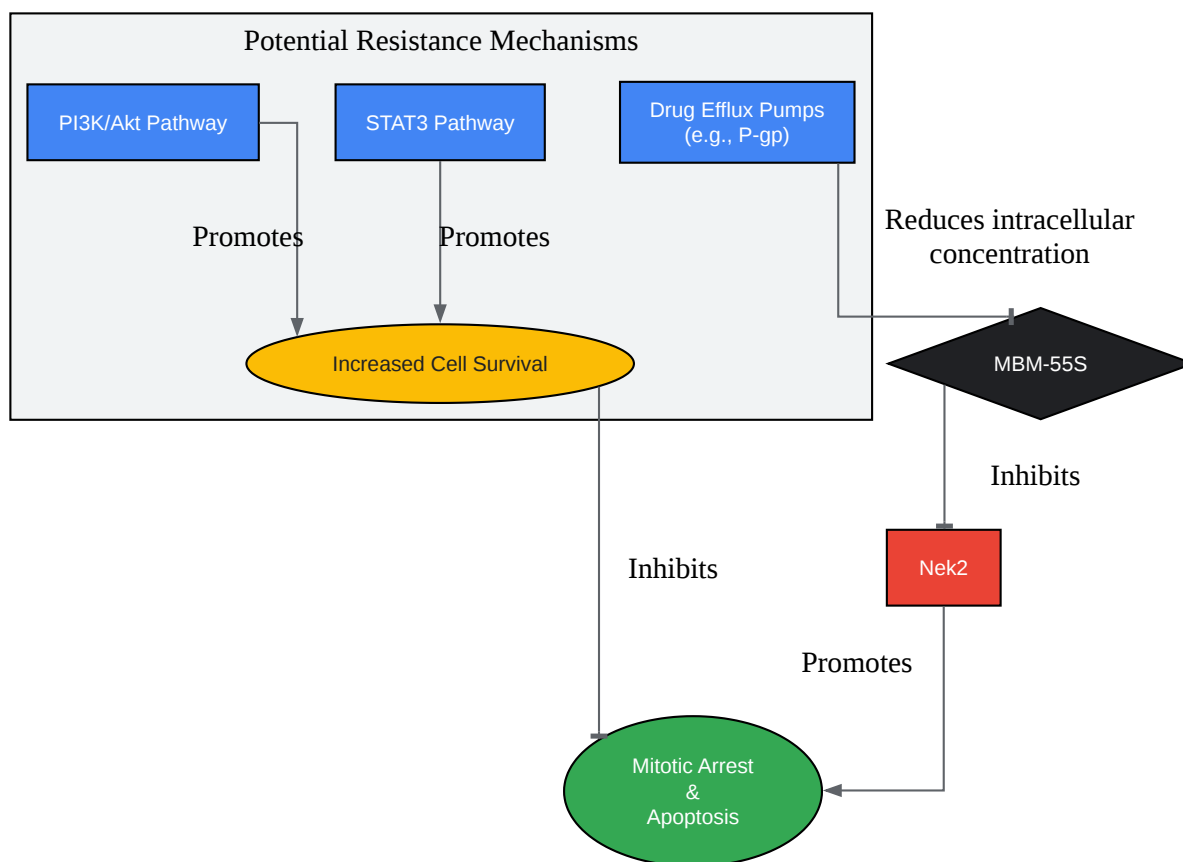 Potential Resistance Mechanisms
PI3K/Akt Pathway
STAT3 Pathway
Drug Efflux Pumps
(e.g., P-gp)
Promotes
Promotes
Reduces intracellular
concentration
Increased Cell Survival
MBM-55S
Inhibits
Nek2
Inhibits
Promotes
Mitotic Arrest
&
Apoptosis